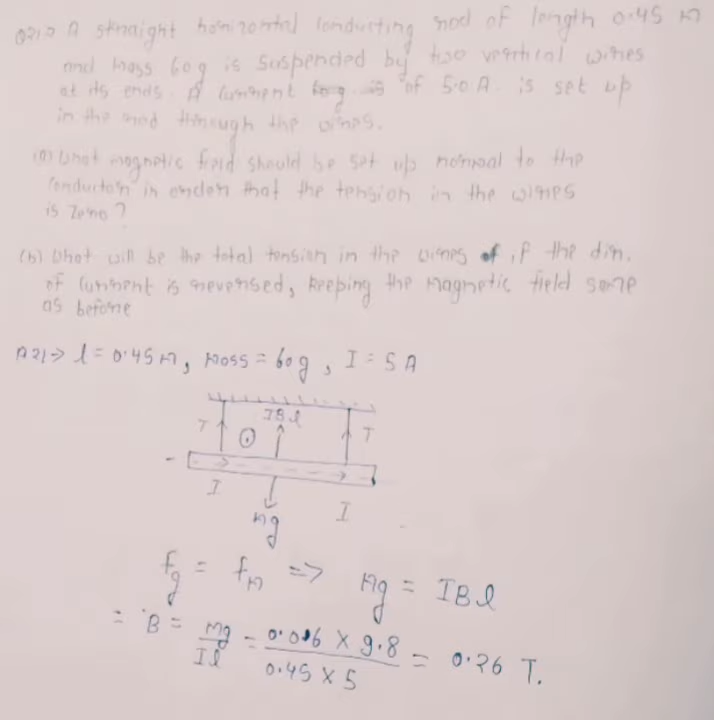 Q21⇒ A straight horizontal conducting rod of length 0.45 m
and mass 60g is suspended by two vertical wires
at its ends. A current of 5.0 A. is set up
in the rod through the wires.
(a) What magnetic field should be set up normal to the
conductor in order that the tension in the wires
is zero?
(b) What will be the total tension in the wires if the dirn.
of current is reversed, keeping the magnetic field same
as before
A21⇒ l = 0.45 m, mass = 60g, I = 5 A
IBl
T ⊙ T
I I
mg
Fg = Fm => mg = IBl
= B = mg/Il = 0.006 × 9.8 / 0.45 × 5 = 0.26 T.